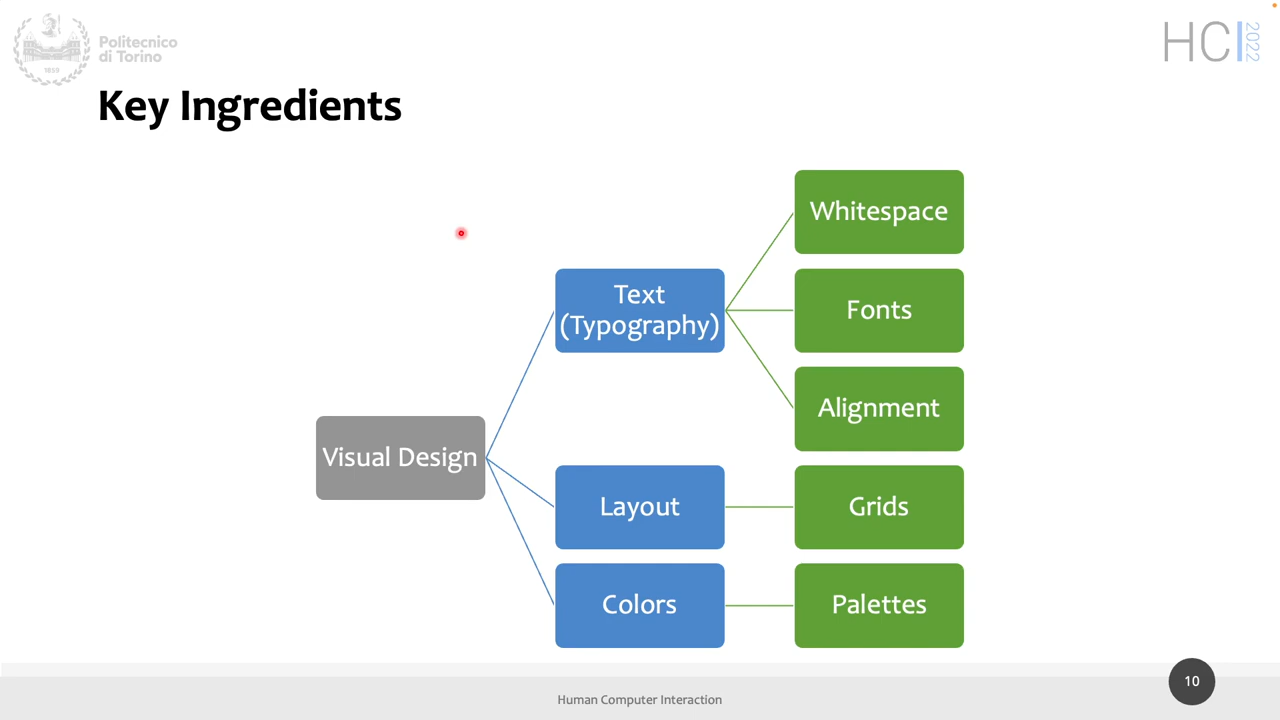 Politecnico
di Torino
1859
HCI 2022
Key Ingredients
Whitespace
Text
(Typography)
Fonts
Alignment
Visual Design
Layout
Grids
Colors
Palettes
10
Human Computer Interaction